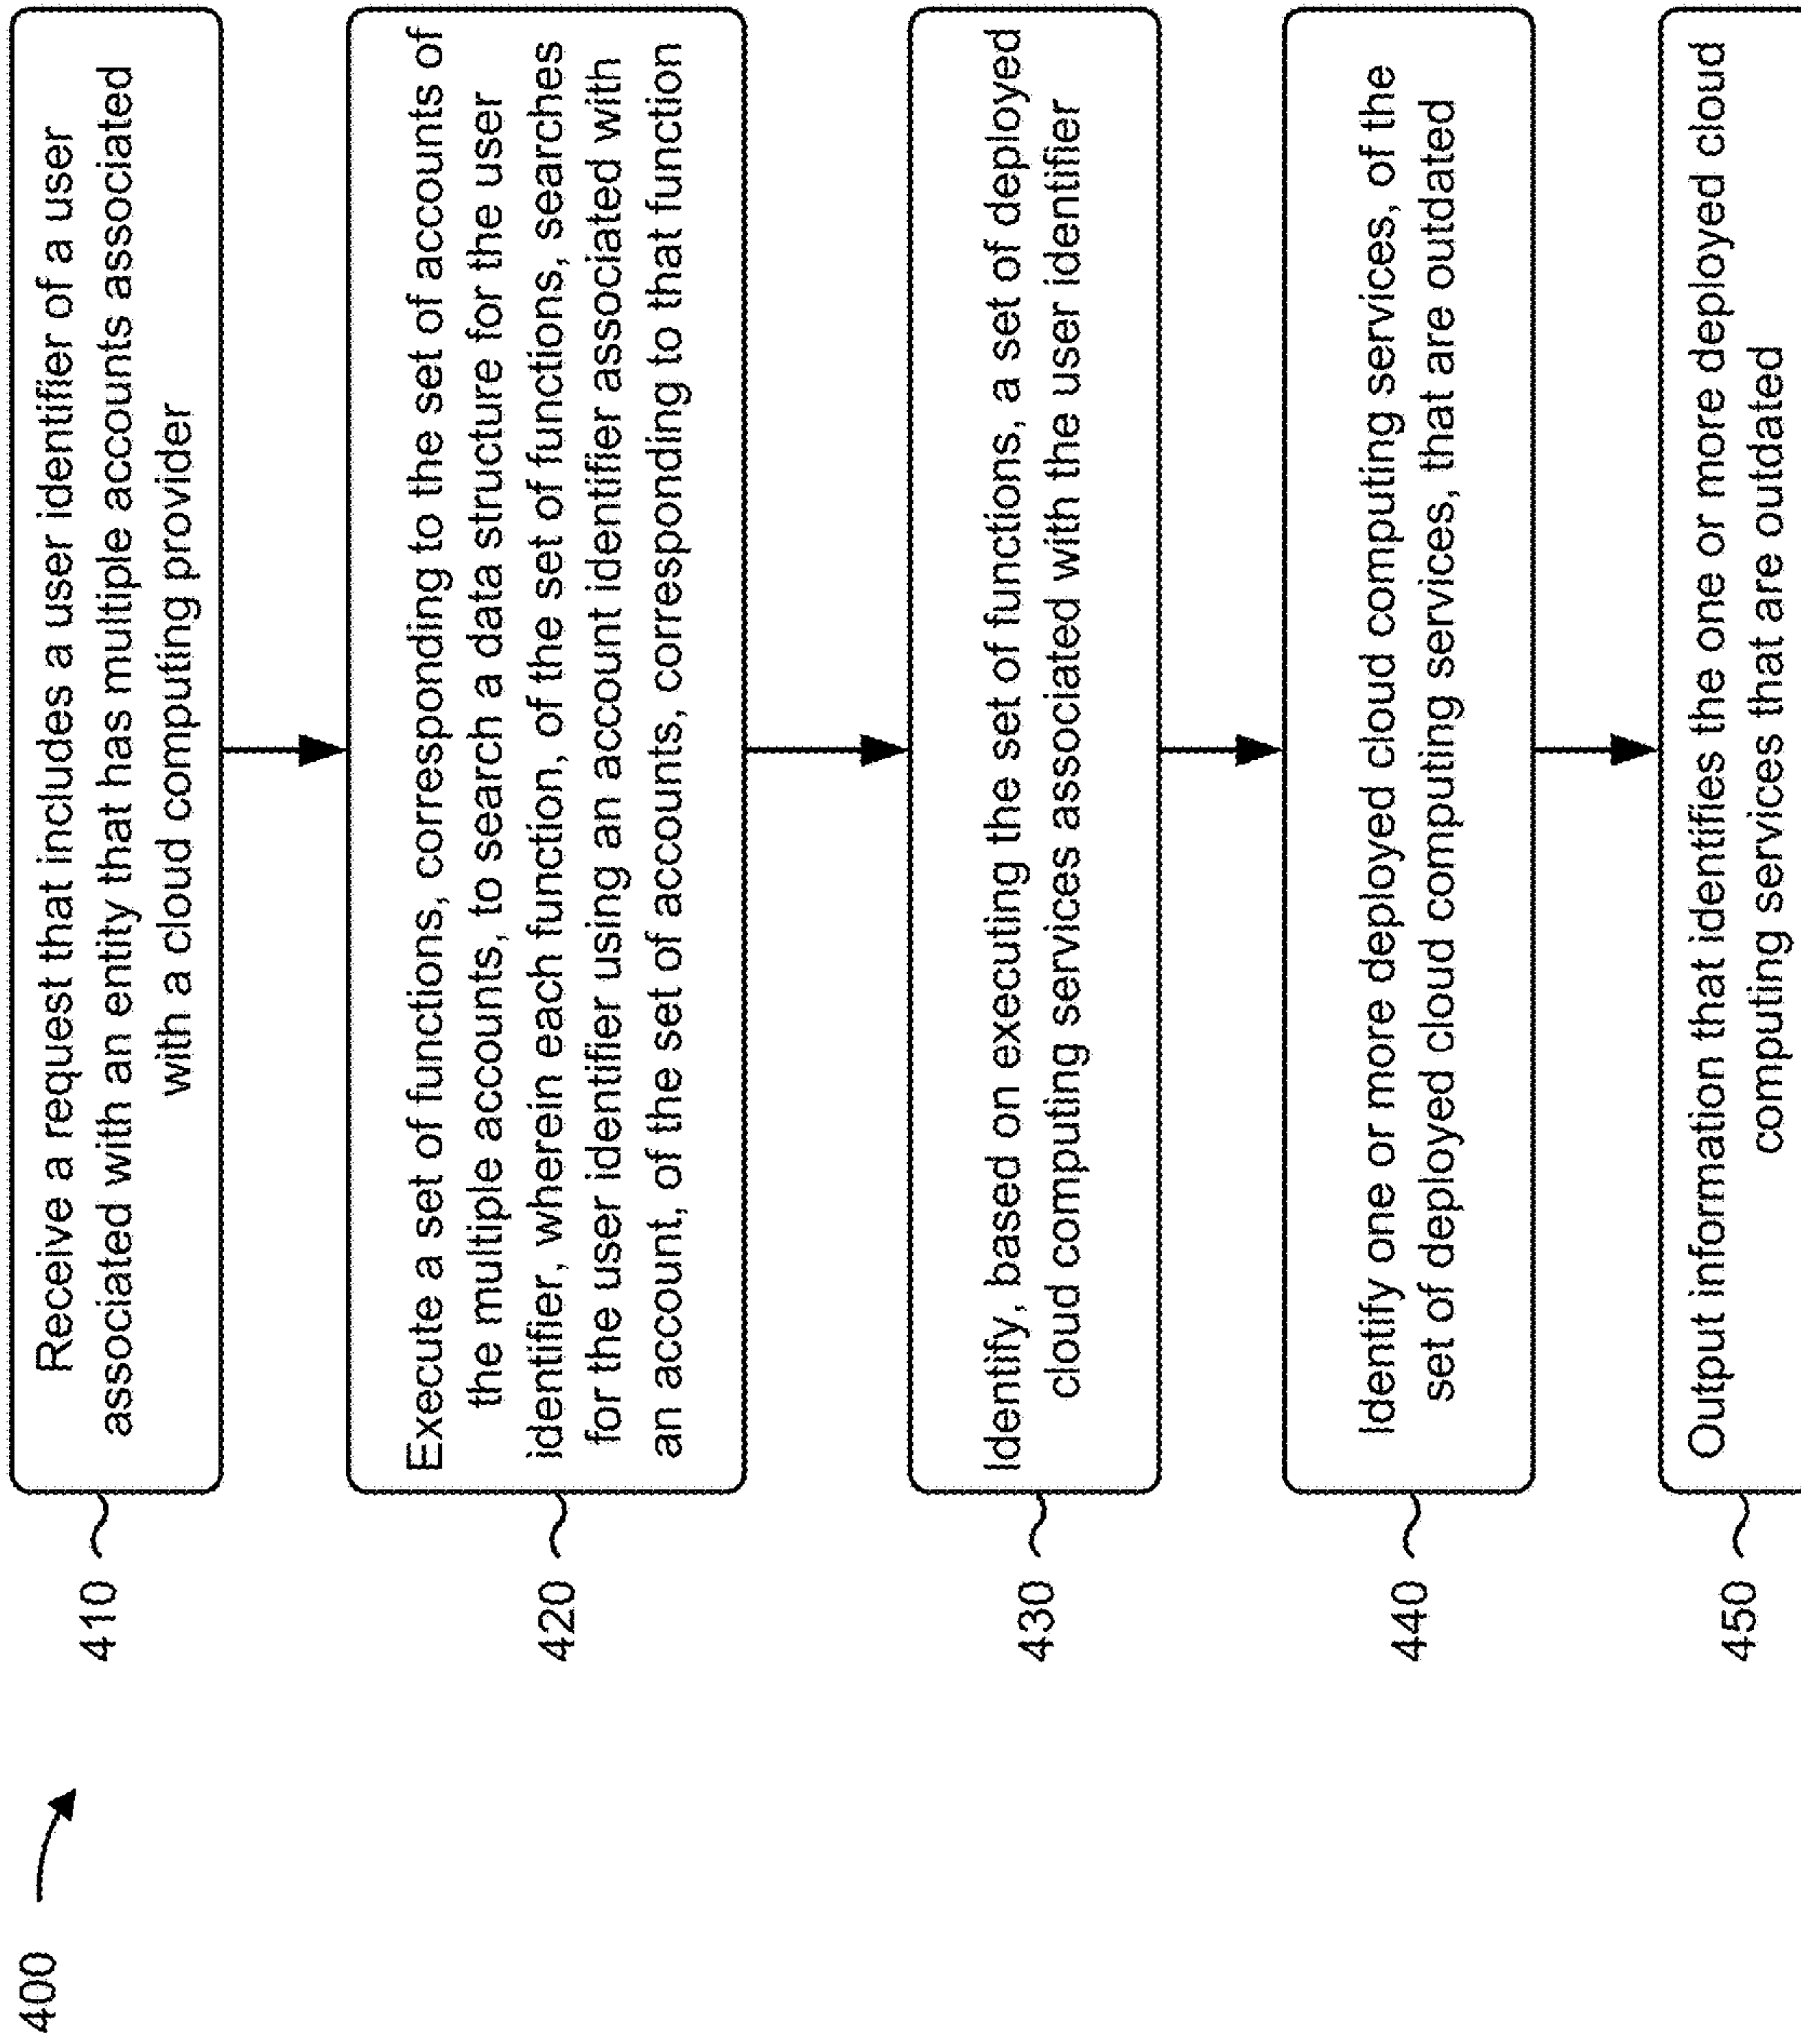 400
410
Receive a request that includes a user identifier of a user
associated with an entity that has multiple accounts associated
with a cloud computing provider
420
Execute a set of functions, corresponding to the set of accounts of
the multiple accounts, to search a data structure for the user
identifier, wherein each function, of the set of functions, searches
for the user identifier using an account identifier associated with
an account, of the set of accounts, corresponding to that function
430
Identify, based on executing the set of functions, a set of deployed
cloud computing services associated with the user identifier
440
Identify one or more deployed cloud computing services, of the
set of deployed cloud computing services, that are outdated
450
Output information that identifies the one or more deployed cloud
computing services that are outdated